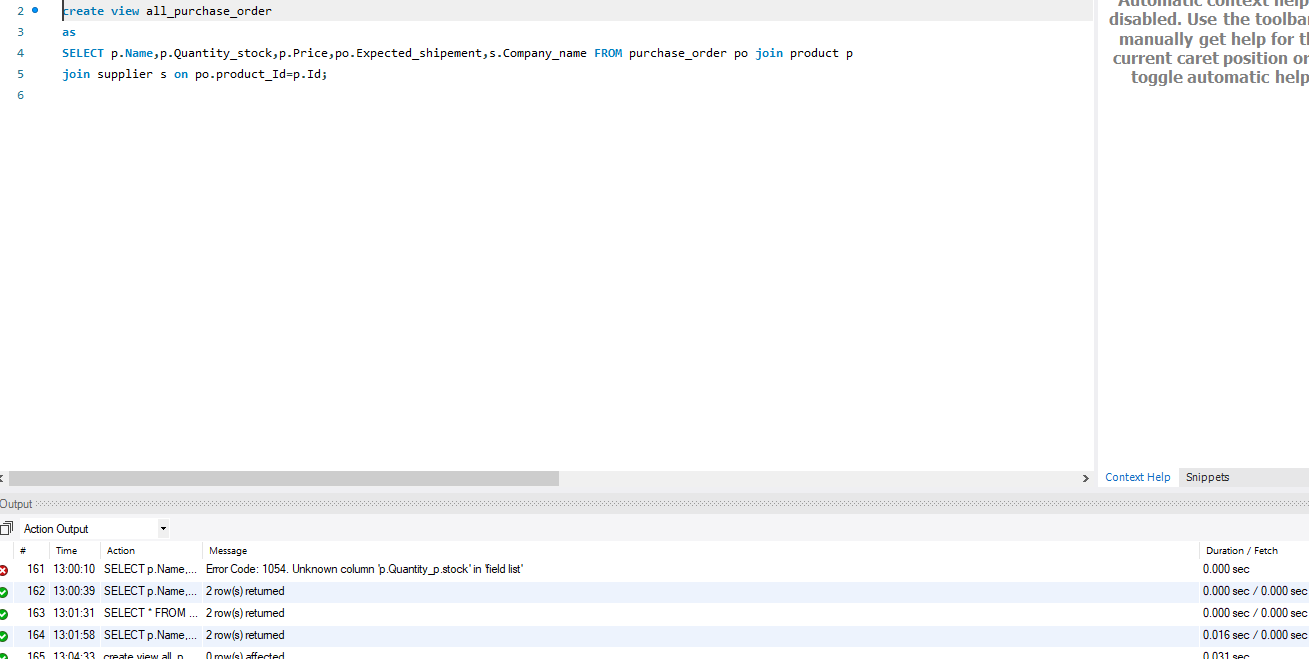 2 create view all_purchase_order
3 as
4 SELECT p.Name,p.Quantity_stock,p.Price,po.Expected_shipement,s.Company_name FROM purchase_order po join product p
5 join supplier s on po.product_Id=p.Id;
6
Automatic context help
disabled. Use the toolbar
manually get help for th
current caret position or
toggle automatic help
Context Help Snippets
Output
Action Output
# Time Action Message Duration / Fetch
161 13:00:10 SELECT p.Name,... Error Code: 1054. Unknown column 'p.Quantity_p.stock' in 'field list' 0.000 sec
162 13:00:39 SELECT p.Name,... 2 row(s) returned 0.000 sec / 0.000 sec
163 13:01:31 SELECT * FROM ... 2 row(s) returned 0.000 sec / 0.000 sec
164 13:01:58 SELECT p.Name,... 2 row(s) returned 0.016 sec / 0.000 sec
165 13:04:33 create view all_p... 0 row(s) affected 0.031 sec